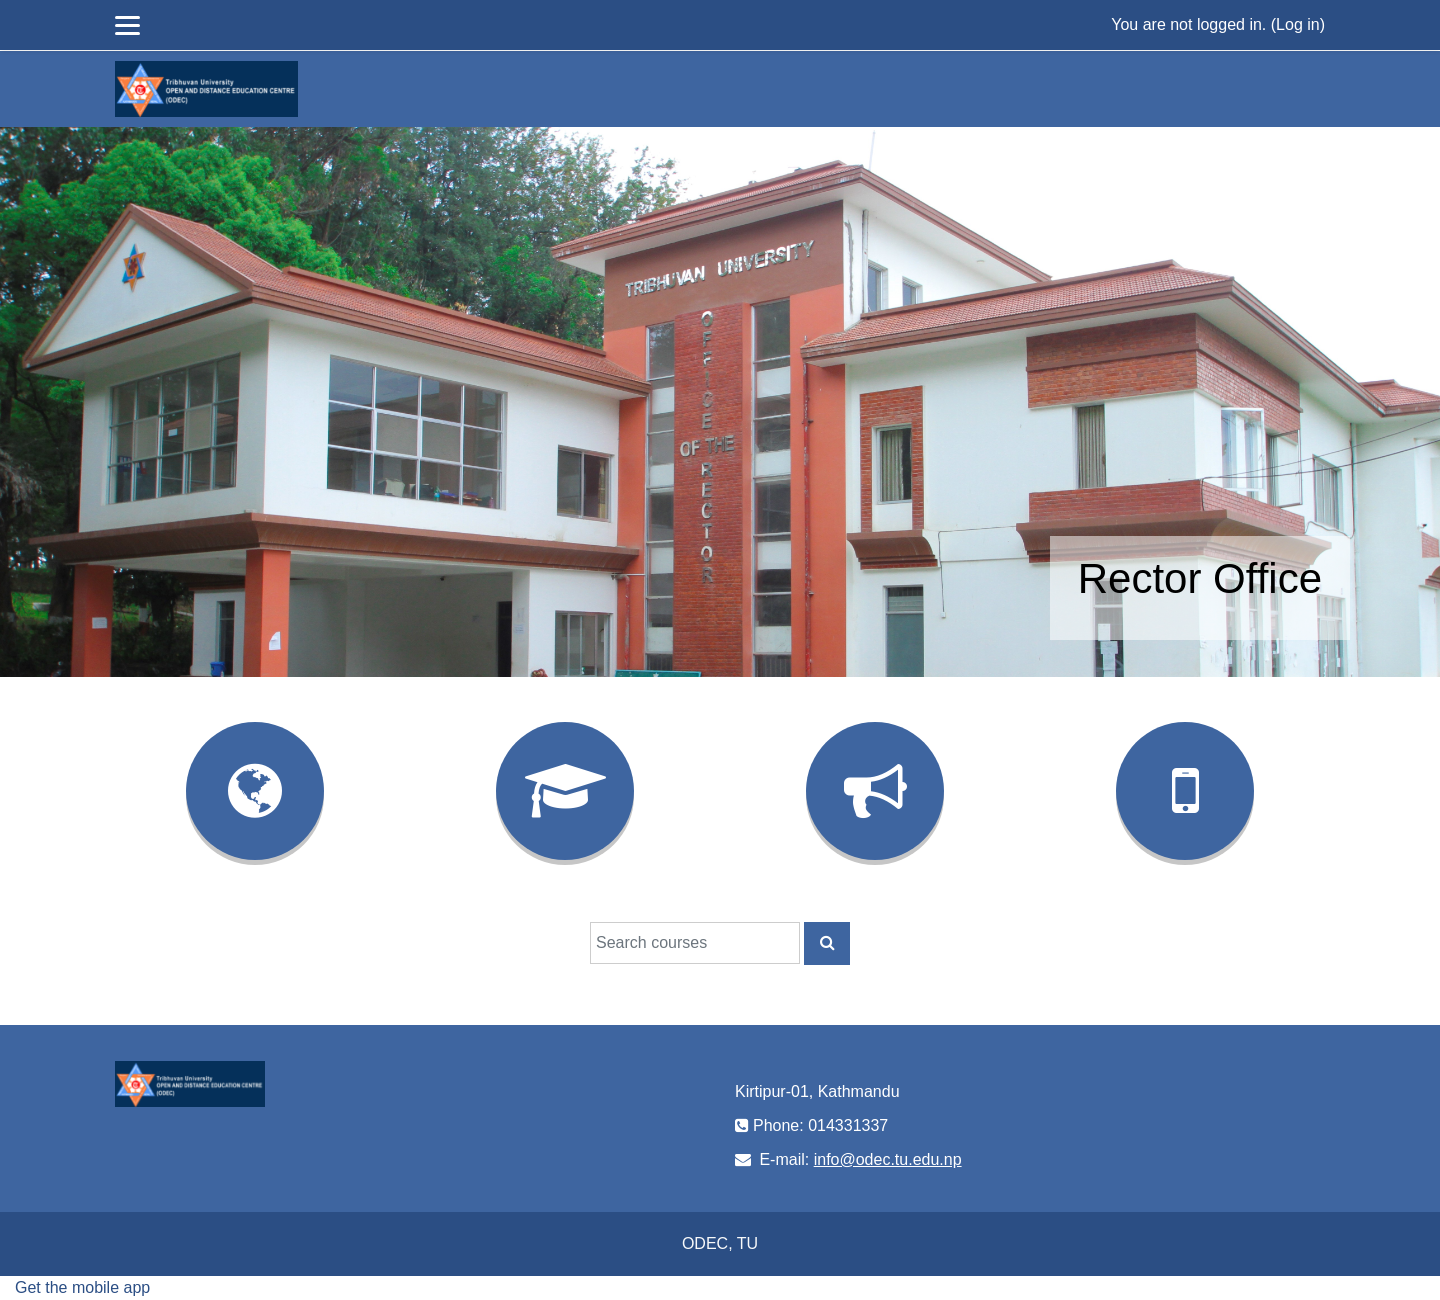 You are not logged in. (Log in)
Tribhuvan University
OPEN AND DISTANCE EDUCATION CENTRE
(ODEC)
TRIBHUVAN UNIVERSITY
OFFICE
OF THE
RECTOR
Rector Office
Search courses
Tribhuvan University
OPEN AND DISTANCE EDUCATION CENTRE
(ODEC)
Kirtipur-01, Kathmandu
Phone: 014331337
E-mail: info@odec.tu.edu.np
ODEC, TU
Get the mobile app